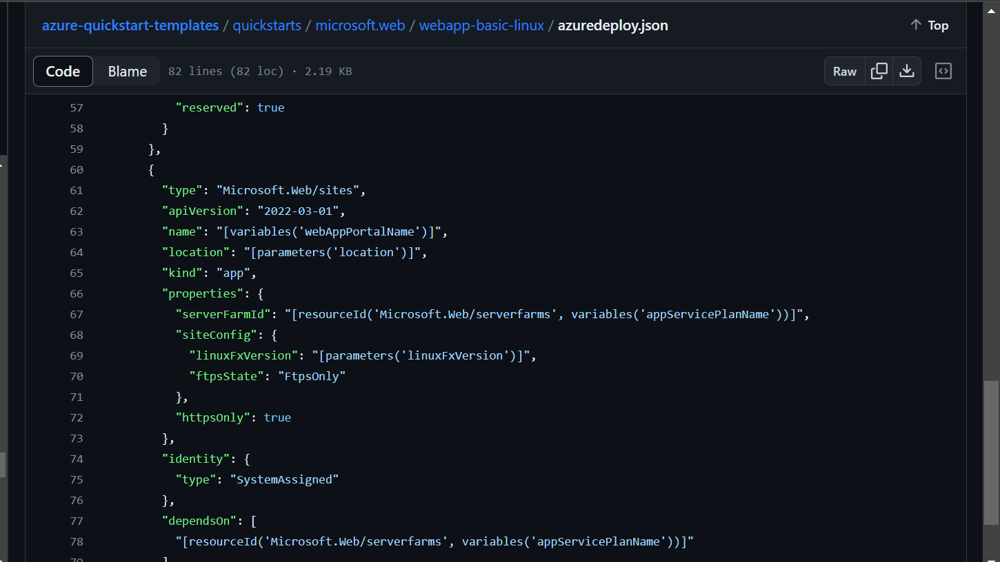 azure-quickstart-templates / quickstarts / microsoft.web / webapp-basic-linux / azuredeploy.json Top
Code Blame 82 lines (82 loc) · 2.19 KB Raw
57 "reserved": true
58 }
59 },
60 {
61 "type": "Microsoft.Web/sites",
62 "apiVersion": "2022-03-01",
63 "name": "[variables('webAppPortalName')]",
64 "location": "[parameters('location')]",
65 "kind": "app",
66 "properties": {
67 "serverFarmId": "[resourceId('Microsoft.Web/serverfarms', variables('appServicePlanName'))]",
68 "siteConfig": {
69 "linuxFxVersion": "[parameters('linuxFxVersion')]",
70 "ftpsState": "FtpsOnly"
71 },
72 "httpsOnly": true
73 },
74 "identity": {
75 "type": "SystemAssigned"
76 },
77 "dependsOn": [
78 "[resourceId('Microsoft.Web/serverfarms', variables('appServicePlanName'))]"